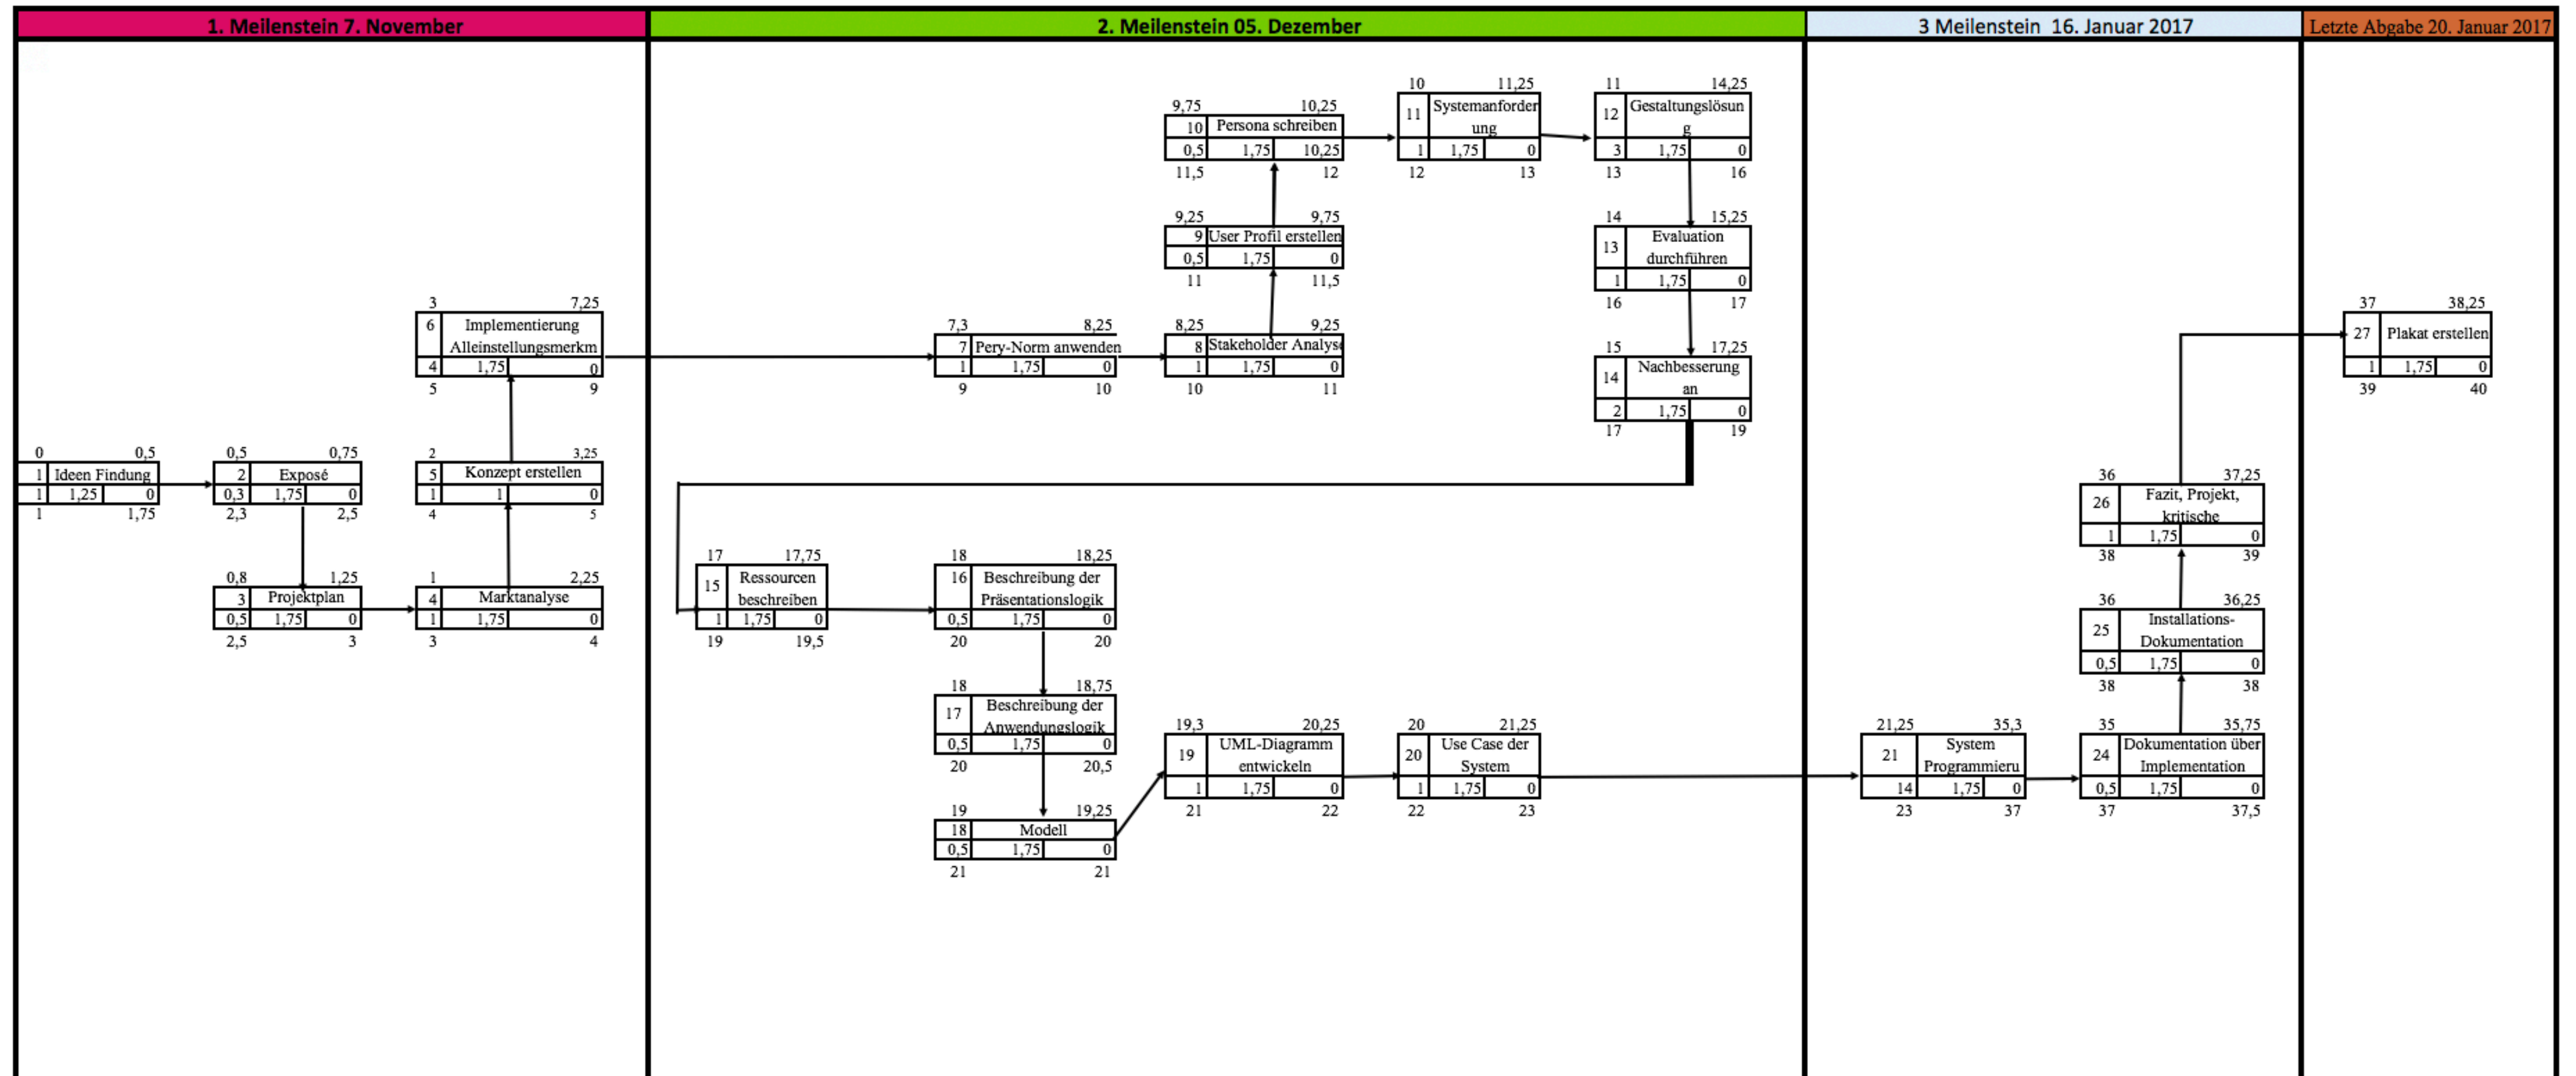 1. Meilenstein 7. November
2. Meilenstein 05. Dezember
3 Meilenstein 16. Januar 2017
Letzte Abgabe 20. Januar 2017
0 0,5
1 Ideen Findung
1 1,25 0
1 1,75
0,5 0,75
2 Exposé
0,3 1,75 0
2,3 2,5
0,8 1,25
3 Projektplan
0,5 1,75 0
2,5 3
1 2,25
4 Marktanalyse
1 1,75 0
3 4
2 3,25
5 Konzept erstellen
1 1 0
4 5
3 7,25
6 Implementierung
Alleinstellungsmerkm
4 1,75 0
5 9
7,3 8,25
7 Pery-Norm anwenden
1 1,75 0
9 10
8,25 9,25
8 Stakeholder Analyse
1 1,75 0
10 11
9,25 9,75
9 User Profil erstellen
0,5 1,75 0
11 11,5
9,75 10,25
10 Persona schreiben
0,5 1,75 10,25
11,5 12
10 11,25
11 Systemanforder
ung
1 1,75 0
12 13
11 14,25
12 Gestaltungslösun
g
3 1,75 0
13 16
14 15,25
13 Evaluation
durchführen
1 1,75 0
16 17
15 17,25
14 Nachbesserung
an
2 1,75 0
17 19
17 17,75
15 Ressourcen
beschreiben
1 1,75 0
19 19,5
18 18,25
16 Beschreibung der
Präsentationslogik
0,5 1,75 0
20 20
18 18,75
17 Beschreibung der
Anwendungslogik
0,5 1,75 0
20 20,5
19 19,25
18 Modell
0,5 1,75 0
21 21
19,3 20,25
19 UML-Diagramm
entwickeln
1 1,75 0
21 22
20 21,25
20 Use Case der
System
1 1,75 0
22 23
21,25 35,3
21 System
Programmieru
14 1,75 0
23 37
35 35,75
24 Dokumentation über
Implementation
0,5 1,75 0
37 37,5
36 36,25
25 Installations-
Dokumentation
0,5 1,75 0
38 38
36 37,25
26 Fazit, Projekt,
kritische
1 1,75 0
38 39
37 38,25
27 Plakat erstellen
1 1,75 0
39 40